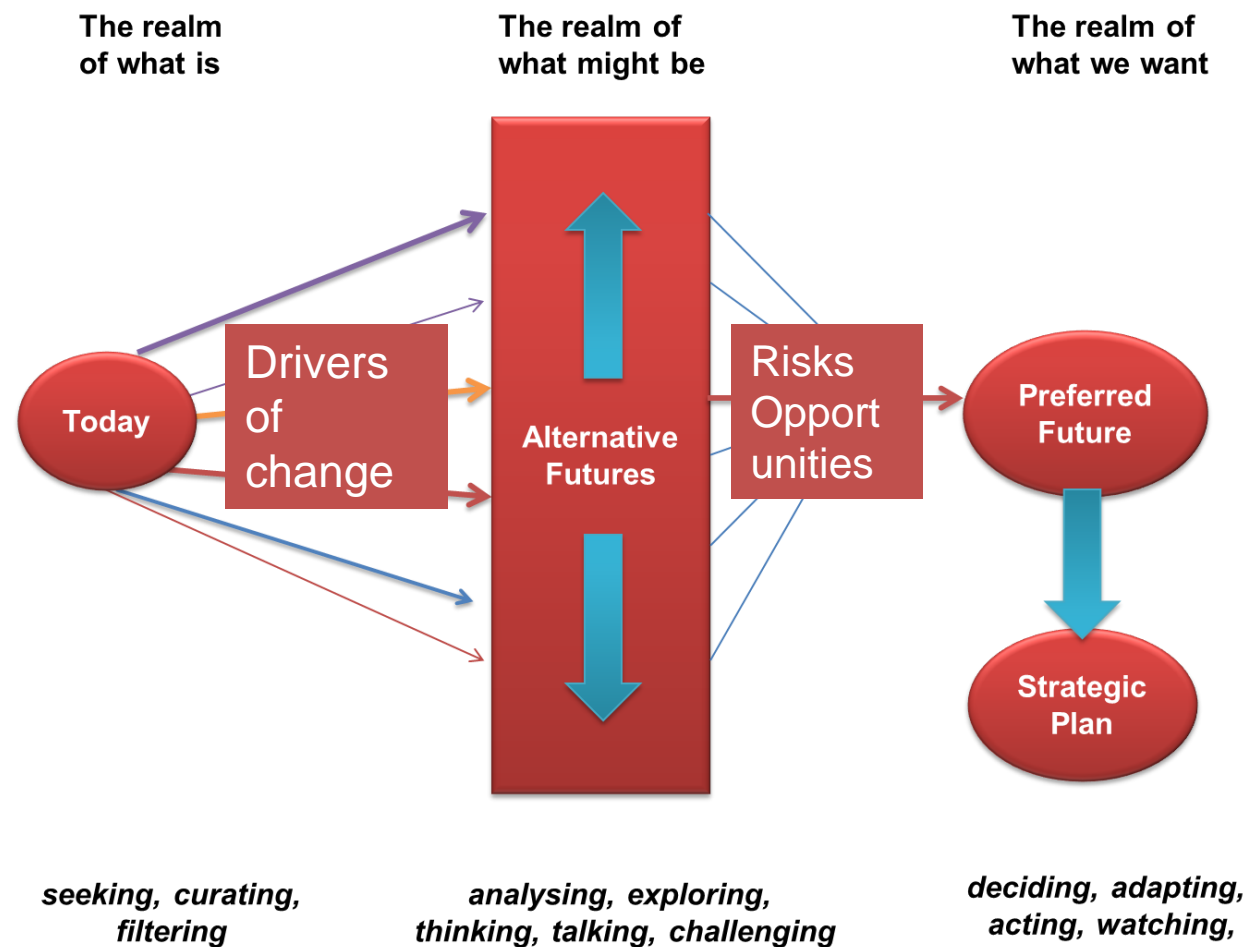 The realm
of what is
The realm of
what might be
The realm of
what we want
Today
Drivers
of
change
Alternative
Futures
Risks
Opport
unities
Preferred
Future
Strategic
Plan
seeking, curating,
filtering
analysing, exploring,
thinking, talking, challenging
deciding, adapting,
acting, watching,